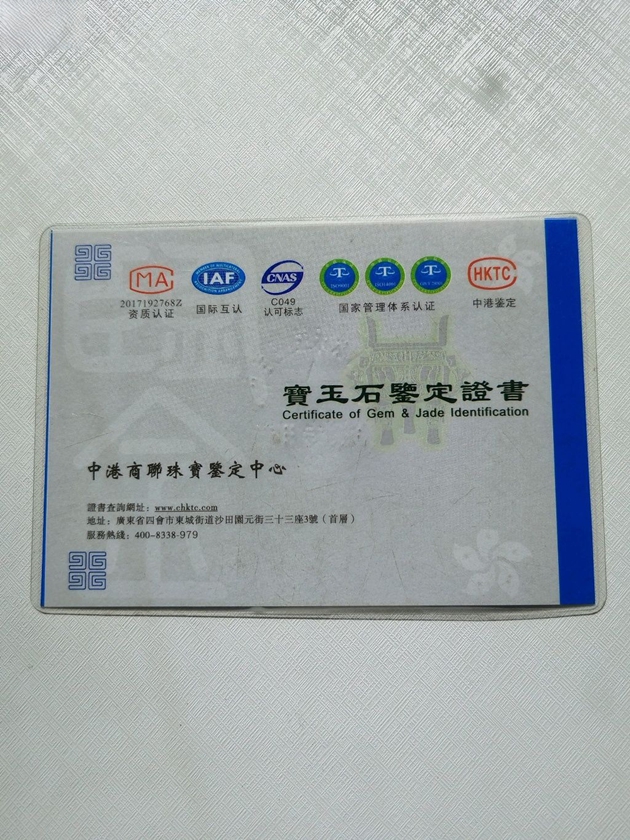 MA
IAF
CNAS
HKTC
2017192768Z
资质认证
国际互认
C049
认可标志
国家管理体系认证
中港鉴定
寶玉石鑒定證書
Certificate of Gem & Jade Identification
中港商聯珠寶鑒定中心
證書查詢網址：www.chktc.com
地址：廣東省四會市東城街道沙田園元街三十三座3號（首層）
服務熱綫：400-8338-979